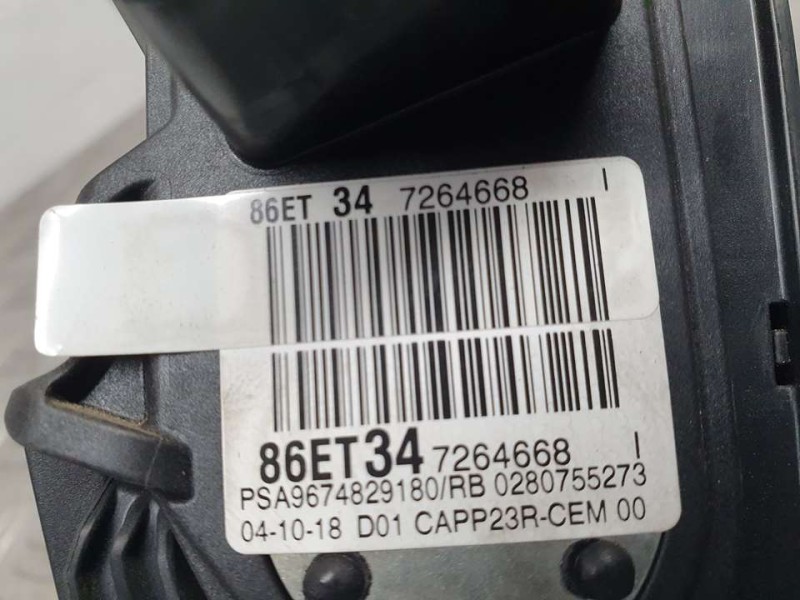 86ET 34 7264668 I
86ET34 7264668 I
PSA9674829180/RB 0280755273
04-10-18 D01 CAPP23R-CEM 00